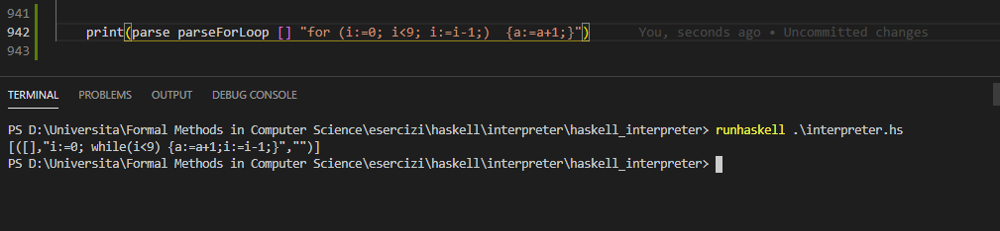 941
942 print(parse parseForLoop [] "for (i:=0; i<9; i:=i-1;)  {a:=a+1;}") You, seconds ago • Uncommitted changes
943
TERMINAL PROBLEMS OUTPUT DEBUG CONSOLE
PS D:\Universita\Formal Methods in Computer Science\esercizi\haskell\interpreter\haskell_interpreter> runhaskell .\interpreter.hs
[([],"i:=0; while(i<9) {a:=a+1;i:=i-1;}","")]
PS D:\Universita\Formal Methods in Computer Science\esercizi\haskell\interpreter\haskell_interpreter>